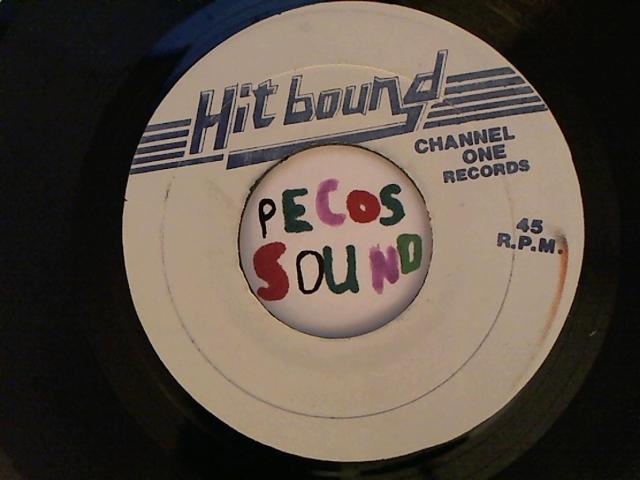 Hit bound
CHANNEL
ONE
RECORDS
PECOS
SOUND
45
R.P.M.